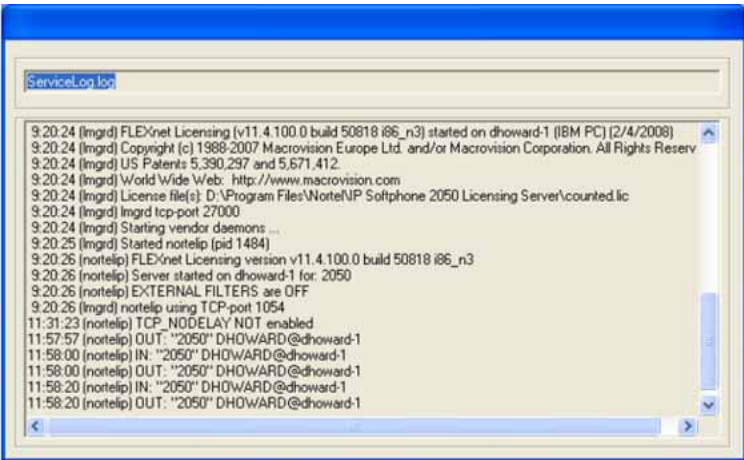 ServiceLog.log
9:20:24 (lmgrd) FLEXnet Licensing (v11.4.100.0 build 50818 i86_n3) started on dhoward-1 (IBM PC) (2/4/2008)
9:20:24 (lmgrd) Copyright (c) 1988-2007 Macrovision Europe Ltd. and/or Macrovision Corporation. All Rights Reserv
9:20:24 (lmgrd) US Patents 5,390,297 and 5,671,412.
9:20:24 (lmgrd) World Wide Web:  http://www.macrovision.com
9:20:24 (lmgrd) License file(s): D:\Program Files\Nortel\IP Softphone 2050 Licensing Server\counted.lic
9:20:24 (lmgrd) lmgrd tcp-port 27000
9:20:24 (lmgrd) Starting vendor daemons ...
9:20:25 (lmgrd) Started nortelip (pid 1484)
9:20:26 (nortelip) FLEXnet Licensing version v11.4.100.0 build 50818 i86_n3
9:20:26 (nortelip) Server started on dhoward-1 for: 2050
9:20:26 (nortelip) EXTERNAL FILTERS are OFF
9:20:26 (lmgrd) nortelip using TCP-port 1054
11:31:23 (nortelip) TCP_NODELAY NOT enabled
11:57:57 (nortelip) OUT: "2050" DHOWARD@dhoward-1
11:58:00 (nortelip) IN: "2050" DHOWARD@dhoward-1
11:58:00 (nortelip) OUT: "2050" DHOWARD@dhoward-1
11:58:20 (nortelip) IN: "2050" DHOWARD@dhoward-1
11:58:20 (nortelip) OUT: "2050" DHOWARD@dhoward-1